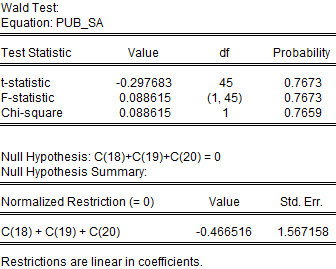 Wald Test:
Equation: PUB_SA
Test Statistic Value df Probability
t-statistic -0.297683 45 0.7673
F-statistic 0.088615 (1, 45) 0.7673
Chi-square 0.088615 1 0.7659
Null Hypothesis: C(18)+C(19)+C(20) = 0
Null Hypothesis Summary:
Normalized Restriction (= 0) Value Std. Err.
C(18) + C(19) + C(20) -0.466516 1.567158
Restrictions are linear in coefficients.